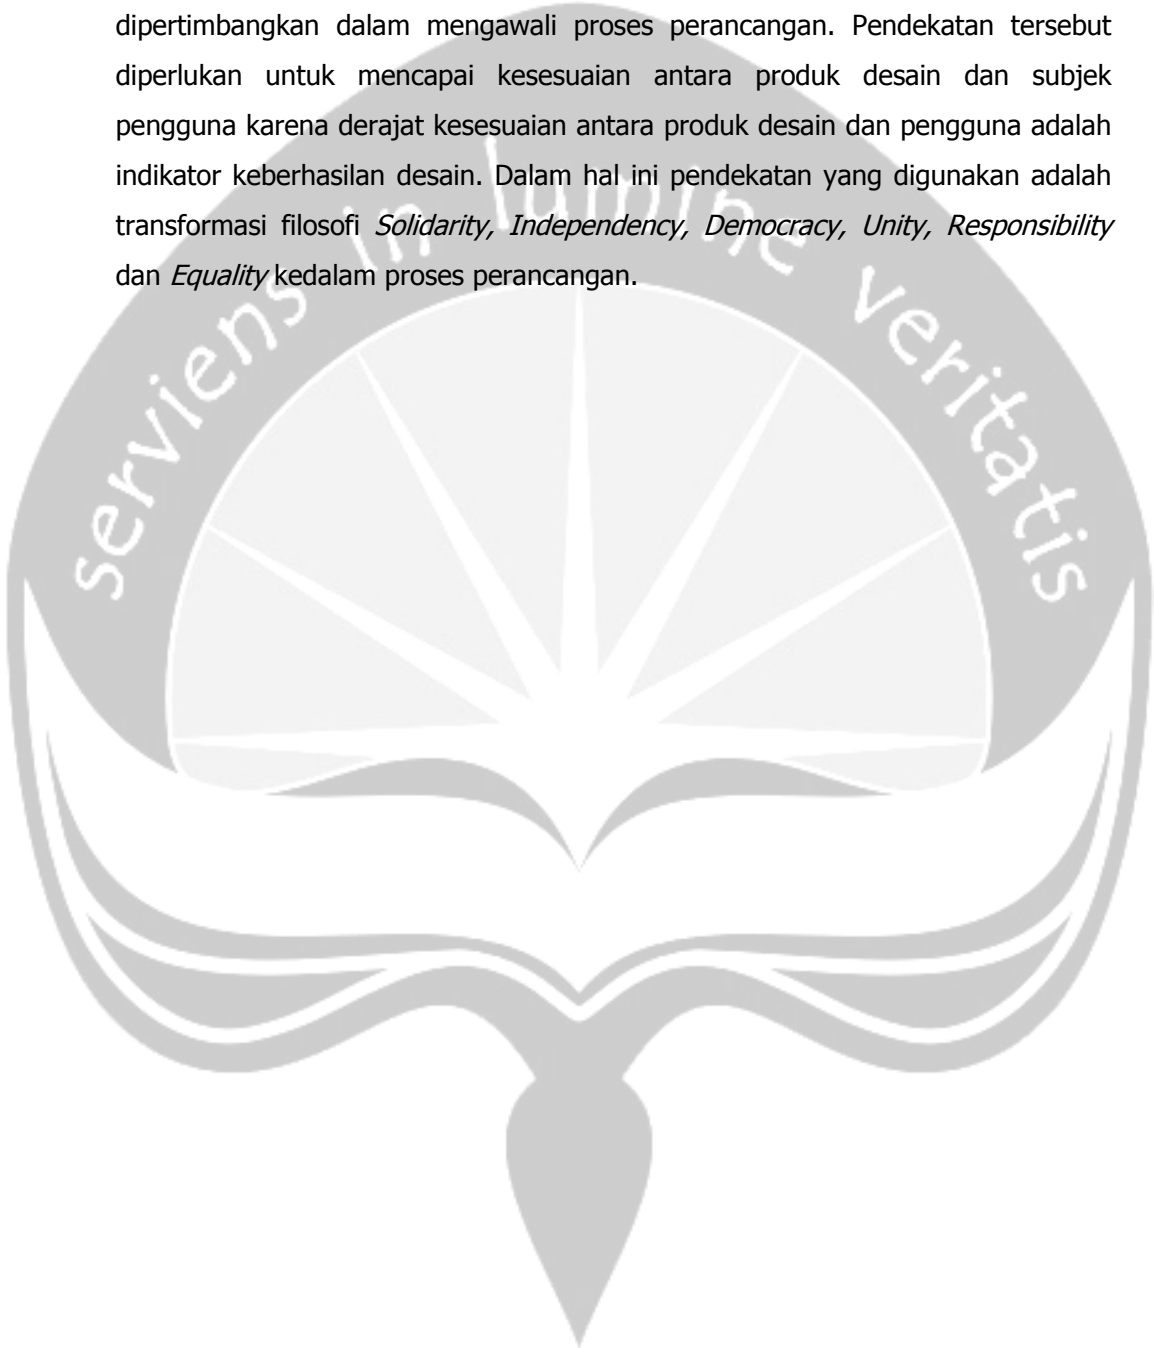 dipertimbangkan dalam mengawali proses perancangan. Pendekatan tersebut
diperlukan untuk mencapai kesesuaian antara produk desain dan subjek
pengguna karena derajat kesesuaian antara produk desain dan pengguna adalah
indikator keberhasilan desain. Dalam hal ini pendekatan yang digunakan adalah
transformasi filosofi Solidarity, Independency, Democracy, Unity, Responsibility
dan Equality kedalam proses perancangan.
serviens in lumine veritatis